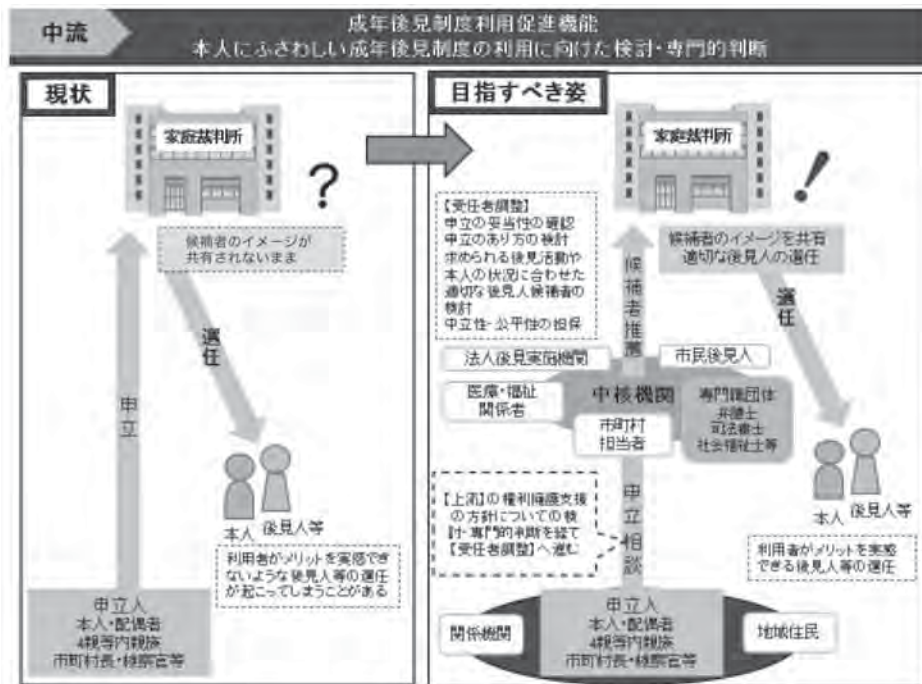 中流
成年後見制度利用促進機能
本人にふさわしい成年後見制度の利用に向けた検討・専門的判断
現状
家庭裁判所
?
候補者のイメージが
共有されないまま
選任
申立
本人 後見人等
利用者がメリットを実感でき
ないような後見人等の選任
が起こってしまうことがある
申立人
本人・配偶者
4親等内親族
市町村長・検察官等
目指すべき姿
家庭裁判所
!
【受任者調整】
申立の妥当性の確認
申立のあり方の検討
求められる後見活動や
本人の状況に合わせた
適切な後見人候補者の
検討
中立性・公平性の担保
候補者推薦
候補者のイメージを共有
適切な後見人の選任
選任
法人後見実施機関
市民後見人
医療・福祉
関係者
中核機関
専門職団体
弁護士
司法書士
社会福祉士等
市町村
担当者
【上流】の権利擁護支援
の方針についての検
討・専門的判断を経て
【受任者調整】へ進む
申立
相談
本人 後見人等
利用者がメリットを実感
できる後見人等の選任
関係機関
申立人
本人・配偶者
4親等内親族
市町村長・検察官等
地域住民